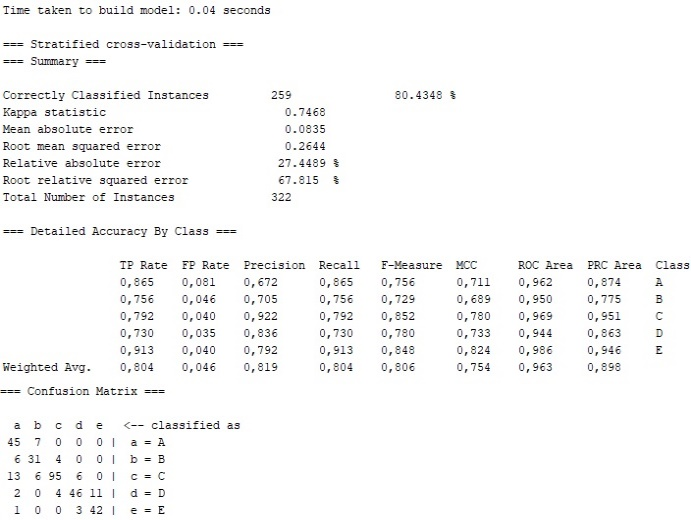 Time taken to build model: 0.04 seconds
=== Stratified cross-validation ===
=== Summary ===
Correctly Classified Instances 259 80.4348 %
Kappa statistic 0.7468
Mean absolute error 0.0835
Root mean squared error 0.2644
Relative absolute error 27.4489 %
Root relative squared error 67.815 %
Total Number of Instances 322
=== Detailed Accuracy By Class ===
TP Rate FP Rate Precision Recall F-Measure MCC ROC Area PRC Area Class
0,865 0,081 0,672 0,865 0,756 0,711 0,962 0,874 A
0,756 0,046 0,705 0,756 0,729 0,689 0,950 0,775 B
0,792 0,040 0,922 0,792 0,852 0,780 0,969 0,951 C
0,730 0,035 0,836 0,730 0,780 0,733 0,944 0,863 D
0,913 0,040 0,792 0,913 0,848 0,824 0,986 0,946 E
Weighted Avg. 0,804 0,046 0,819 0,804 0,806 0,754 0,963 0,898
=== Confusion Matrix ===
a b c d e <-- classified as
45 7 0 0 0 | a = A
6 31 4 0 0 | b = B
13 6 95 6 0 | c = C
2 0 4 46 11 | d = D
1 0 0 3 42 | e = E